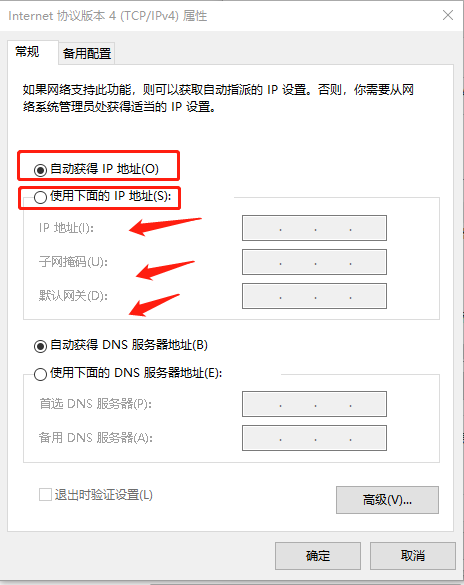 Internet 协议版本 4 (TCP/IPv4) 属性
常规
备用配置
如果网络支持此功能，则可以获取自动指派的 IP 设置。否则，你需要从网
络系统管理员处获得适当的 IP 设置。
自动获得 IP 地址(O)
使用下面的 IP 地址(S):
IP 地址(I):
子网掩码(U):
默认网关(D):
自动获得 DNS 服务器地址(B)
使用下面的 DNS 服务器地址(E):
首选 DNS 服务器(P):
备用 DNS 服务器(A):
退出时验证设置(L)
高级(V)...
确定
取消